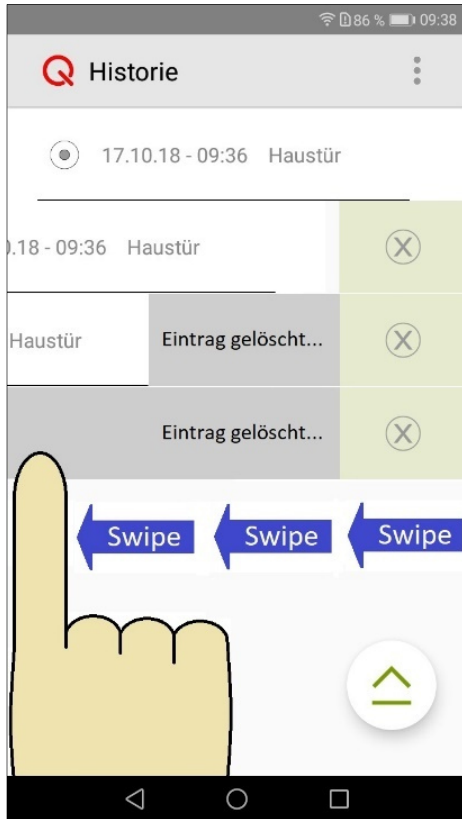 86 % 09:38
Historie
17.10.18 - 09:36 Haustür
.18 - 09:36 Haustür
Haustür Eintrag gelöscht...
Eintrag gelöscht...
Swipe Swipe Swipe